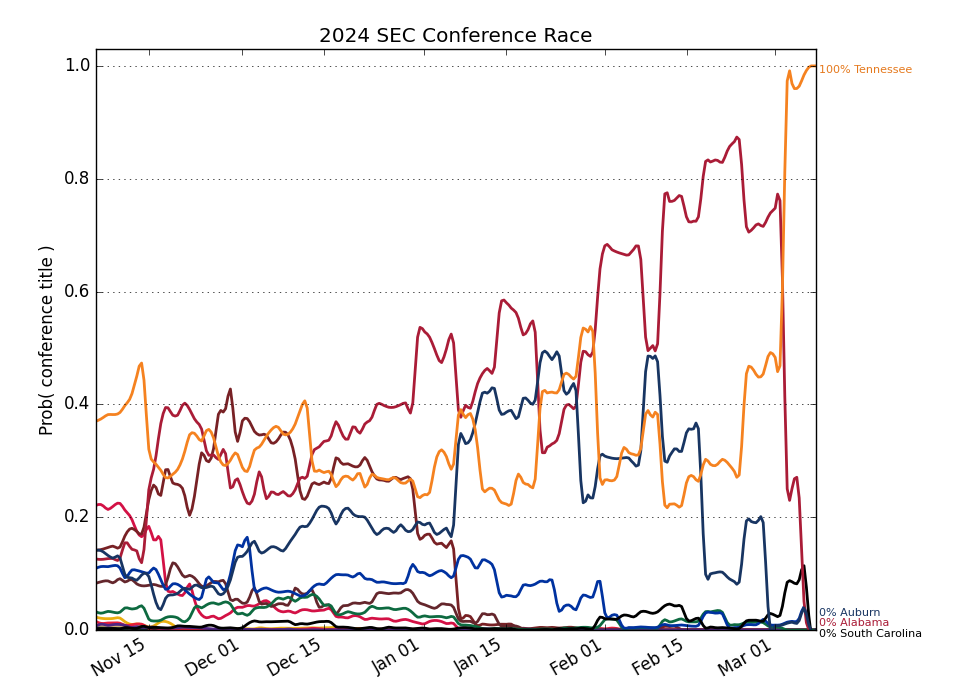 2024 SEC Conference Race
Prob( conference title )
1.0
0.8
0.6
0.4
0.2
0.0
100% Tennessee
0% Auburn
0% Alabama
0% South Carolina
Nov 15
Dec 01
Dec 15
Jan 01
Jan 15
Feb 01
Feb 15
Mar 01